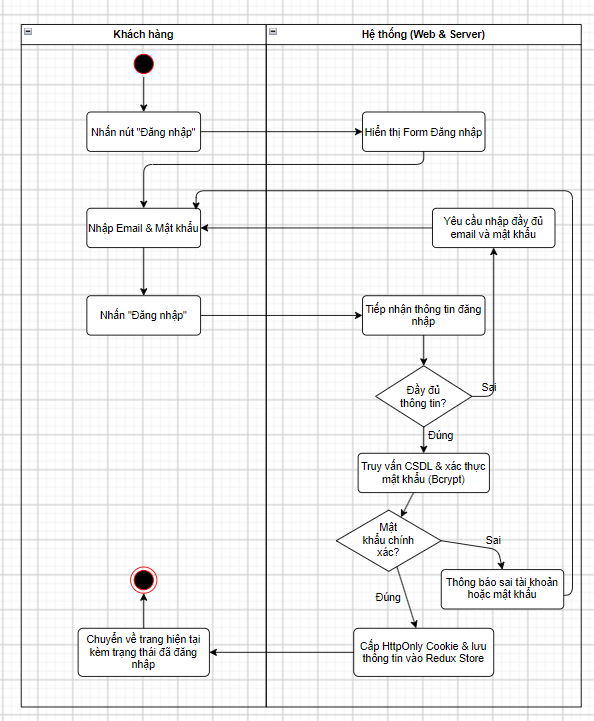 Khách hàng
Hệ thống (Web & Server)
Nhấn nút "Đăng nhập"
Hiển thị Form Đăng nhập
Nhập Email & Mật khẩu
Yêu cầu nhập đầy đủ
email và mật khẩu
Nhấn "Đăng nhập"
Tiếp nhận thông tin đăng
nhập
Đầy đủ
thông tin?
Sai
Đúng
Truy vấn CSDL & xác thực
mật khẩu (Bcrypt)
Mật
khẩu chính
xác?
Sai
Thông báo sai tài khoản
hoặc mật khẩu
Đúng
Chuyển về trang hiện tại
kèm trạng thái đã đăng
nhập
Cấp HttpOnly Cookie & lưu
thông tin vào Redux Store